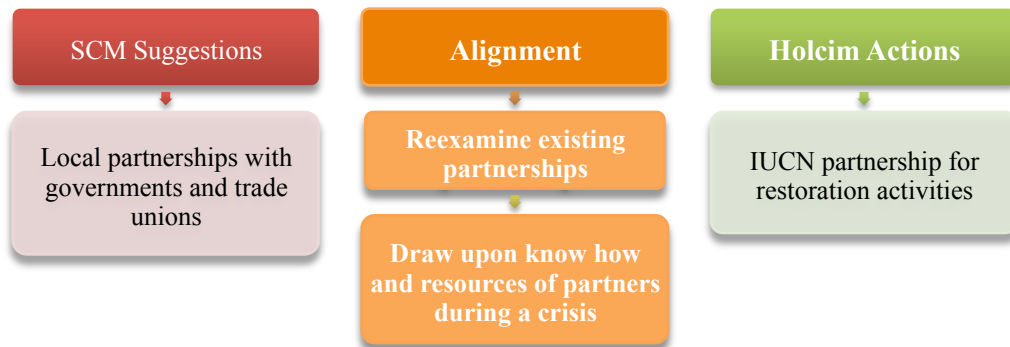 SCM Suggestions
Local partnerships with
governments and trade
unions
Alignment
Reexamine existing
partnerships
Draw upon know how
and resources of partners
during a crisis
Holcim Actions
IUCN partnership for
restoration activities